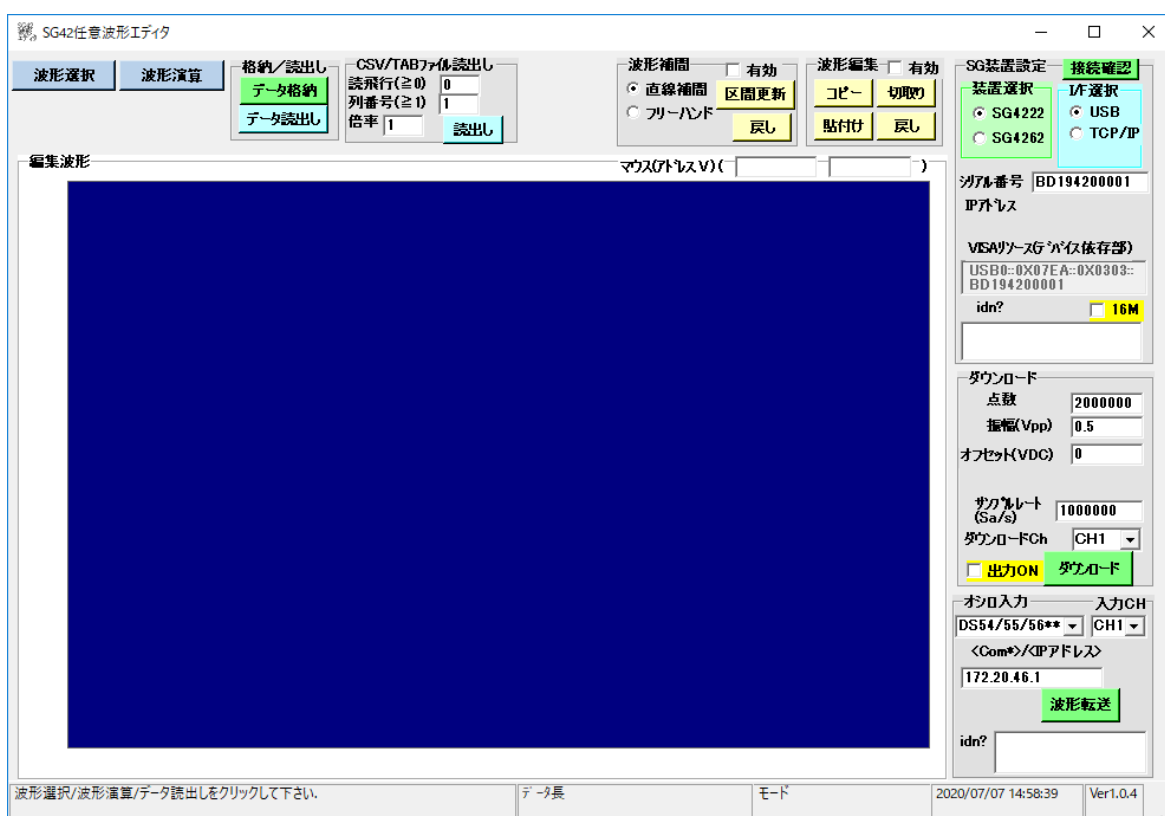 SG42任意波形エディタ
波形選択
波形演算
格納/読出し
データ格納
データ読出し
CSV/TABファイル読出し
読飛行(≧0) 0
列番号(≧1) 1
倍率 1
読出し
波形補間
有効
直線補間
フリーハンド
区間更新
戻し
波形編集
有効
コピー
切取り
貼付け
戻し
SG装置設定
接続確認
装置選択
SG4222
SG4262
I/F選択
USB
TCP/IP
シリアル番号 BD194200001
IPアドレス
VISAリソース(デバイス依存部)
USB0::0X07EA::0X0303::
BD194200001
idn?
16M
編集波形
マウス(アドレス V) ( )
ダウンロード
点数 2000000
振幅(Vpp) 0.5
オフセット(VDC) 0
サンプルレート
(Sa/s) 1000000
ダウンロードCh CH1
出力ON
ダウンロード
オシロ入力
入力CH
DS54/55/56** CH1
<Com*>/<IPアドレス>
172.20.46.1
波形転送
idn?
波形選択/波形演算/データ読出しをクリックして下さい.
データ長
モード
2020/07/07 14:58:39
Ver1.0.4